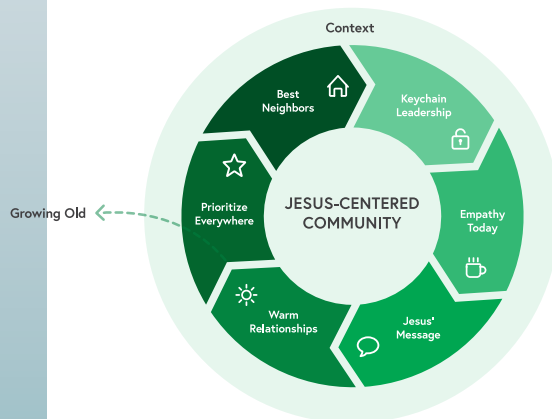 Context
Best
Neighbors
Keychain
Leadership
Prioritize
Everywhere
JESUS-CENTERED
COMMUNITY
Empathy
Today
Growing Old
Warm
Relationships
Jesus'
Message